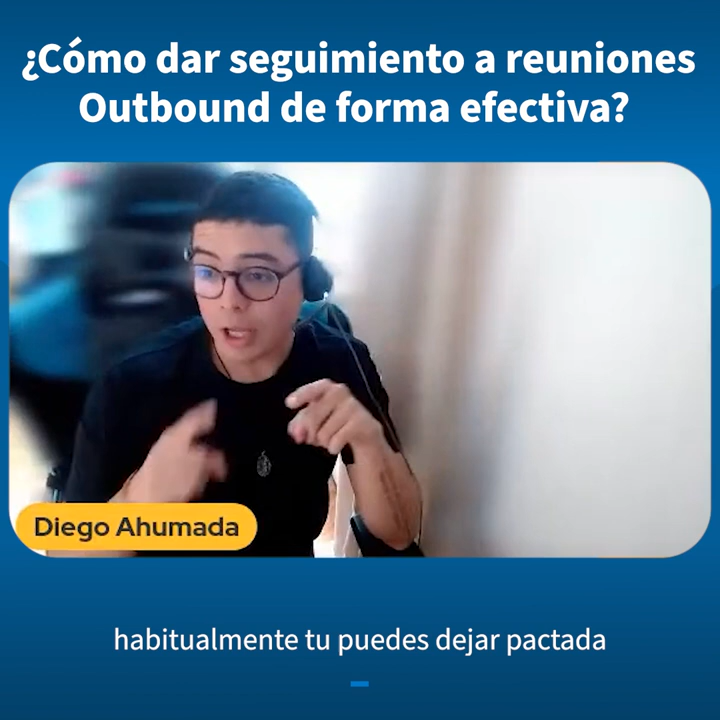 ¿Cómo dar seguimiento a reuniones
Outbound de forma efectiva?
Diego Ahumada
habitualmente tu puedes dejar pactada